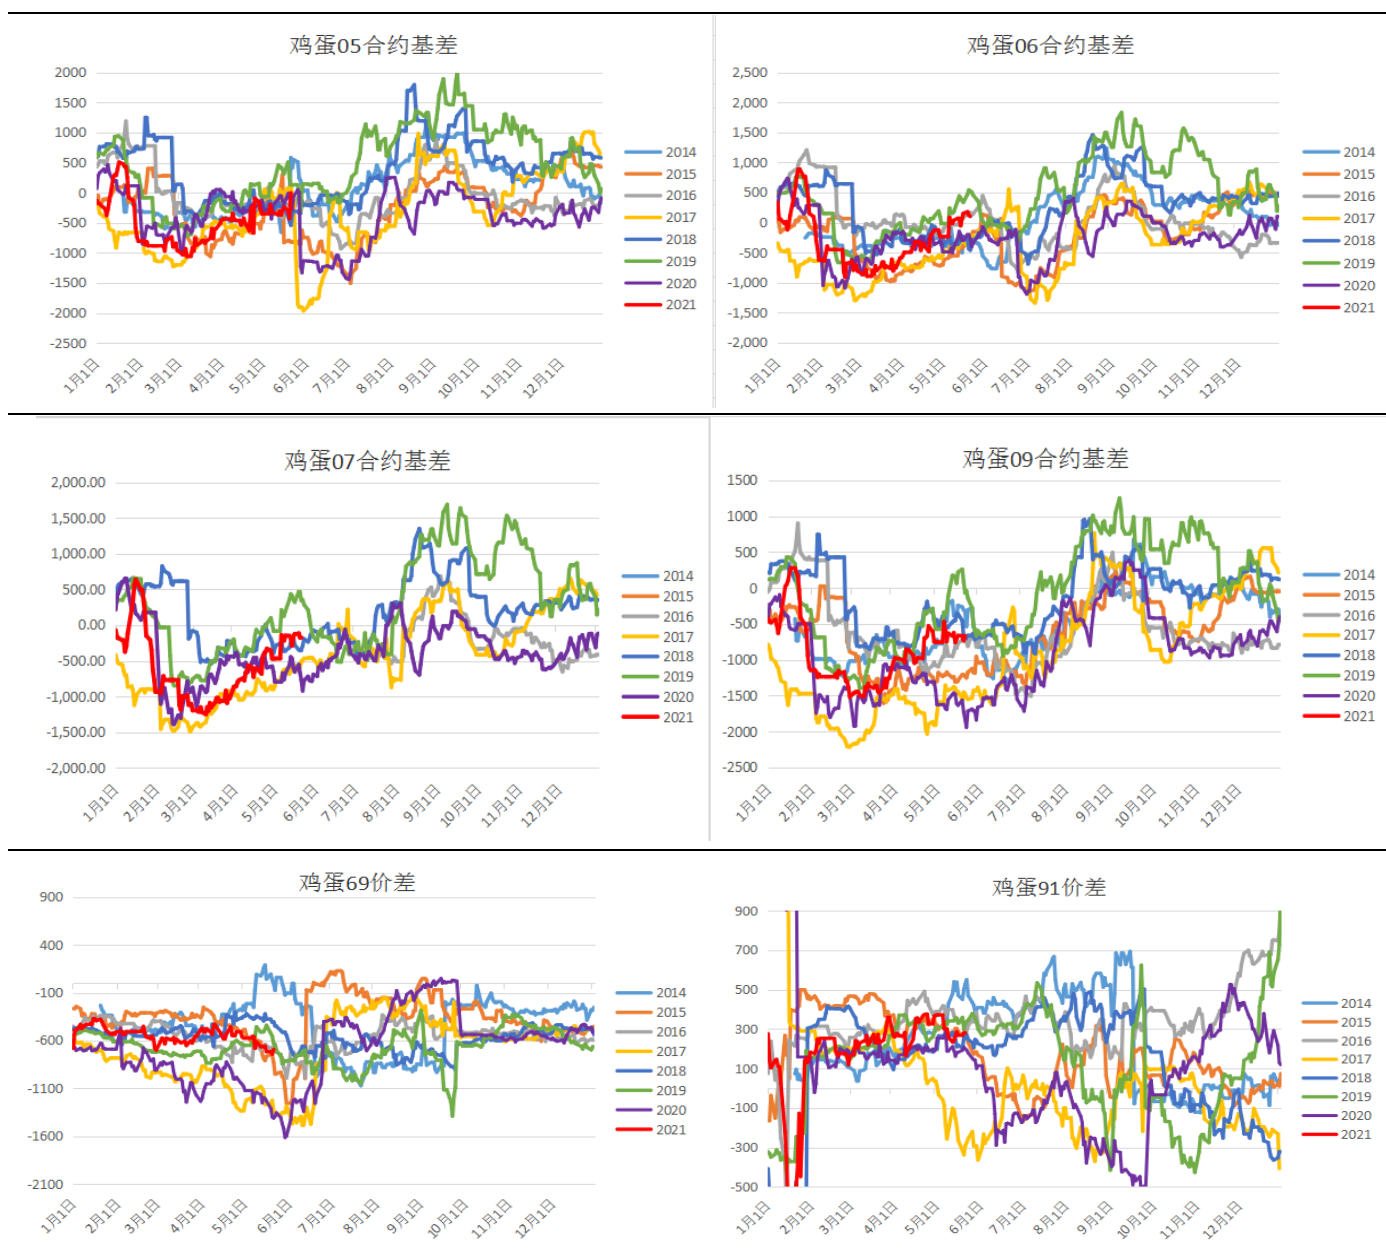 鸡蛋05合约基差
2000
1500
1000
500
0
-500
-1000
-1500
-2000
-2500
1月1日
2月1日
3月1日
4月1日
5月1日
6月1日
7月1日
8月1日
9月1日
10月1日
11月1日
12月1日
2014
2015
2016
2017
2018
2019
2020
2021
鸡蛋06合约基差
2,500
2,000
1,500
1,000
500
0
-500
-1,000
-1,500
-2,000
1月1日
2月1日
3月1日
4月1日
5月1日
6月1日
7月1日
8月1日
9月1日
10月1日
11月1日
12月1日
2014
2015
2016
2017
2018
2019
2020
2021
鸡蛋07合约基差
2,000.00
1,500.00
1,000.00
500.00
0.00
-500.00
-1,000.00
-1,500.00
-2,000.00
1月1日
2月1日
3月1日
4月1日
5月1日
6月1日
7月1日
8月1日
9月1日
10月1日
11月1日
12月1日
2014
2015
2016
2017
2018
2019
2020
2021
鸡蛋09合约基差
1500
1000
500
0
-500
-1000
-1500
-2000
-2500
1月1日
2月1日
3月1日
4月1日
5月1日
6月1日
7月1日
8月1日
9月1日
10月1日
11月1日
12月1日
2014
2015
2016
2017
2018
2019
2020
2021
鸡蛋69价差
900
400
-100
-600
-1100
-1600
-2100
1月1日
2月1日
3月1日
4月1日
5月1日
6月1日
7月1日
8月1日
9月1日
10月1日
11月1日
12月1日
2014
2015
2016
2017
2018
2019
2020
2021
鸡蛋91价差
900
700
500
300
100
-100
-300
-500
1月1日
2月1日
3月1日
4月1日
5月1日
6月1日
7月1日
8月1日
9月1日
10月1日
11月1日
12月1日
2014
2015
2016
2017
2018
2019
2020
2021